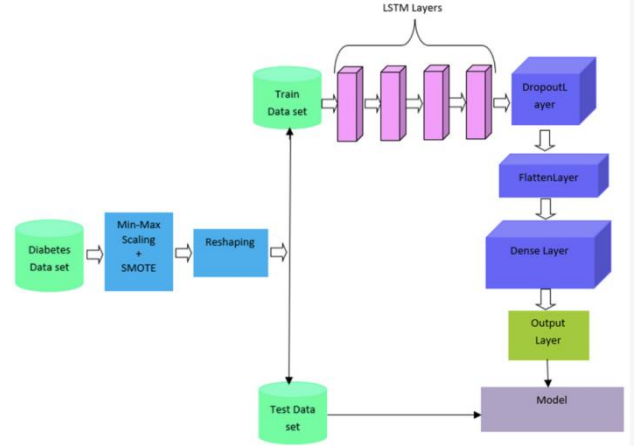 LSTM Layers
Train
Data set
DropoutL
ayer
FlattenLayer
Diabetes
Data set
Min-Max
Scaling
+
SMOTE
Reshaping
Dense Layer
Output
Layer
Test Data
set
Model